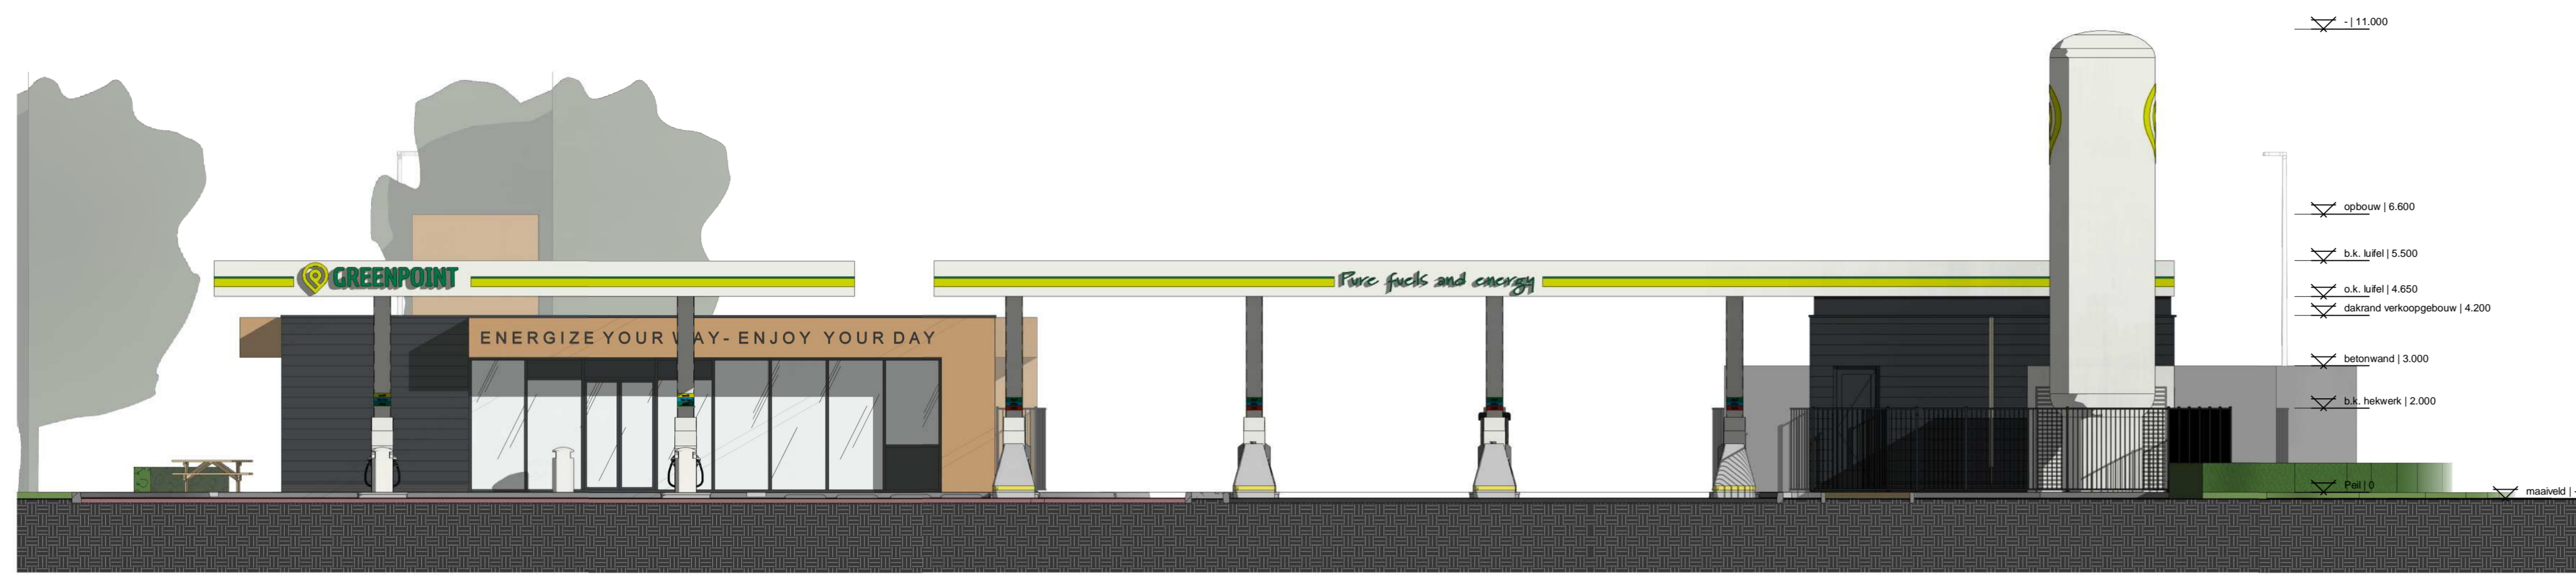 - | 11.000
opbouw | 6.600
b.k. luifel | 5.500
GREENPOINT
Pure fuels and energy
o.k. luifel | 4.650
dakrand verkoopgebouw | 4.200
ENERGIZE YOUR WAY- ENJOY YOUR DAY
betonwand | 3.000
b.k. hekwerk | 2.000
Peil | 0
maaiveld | -